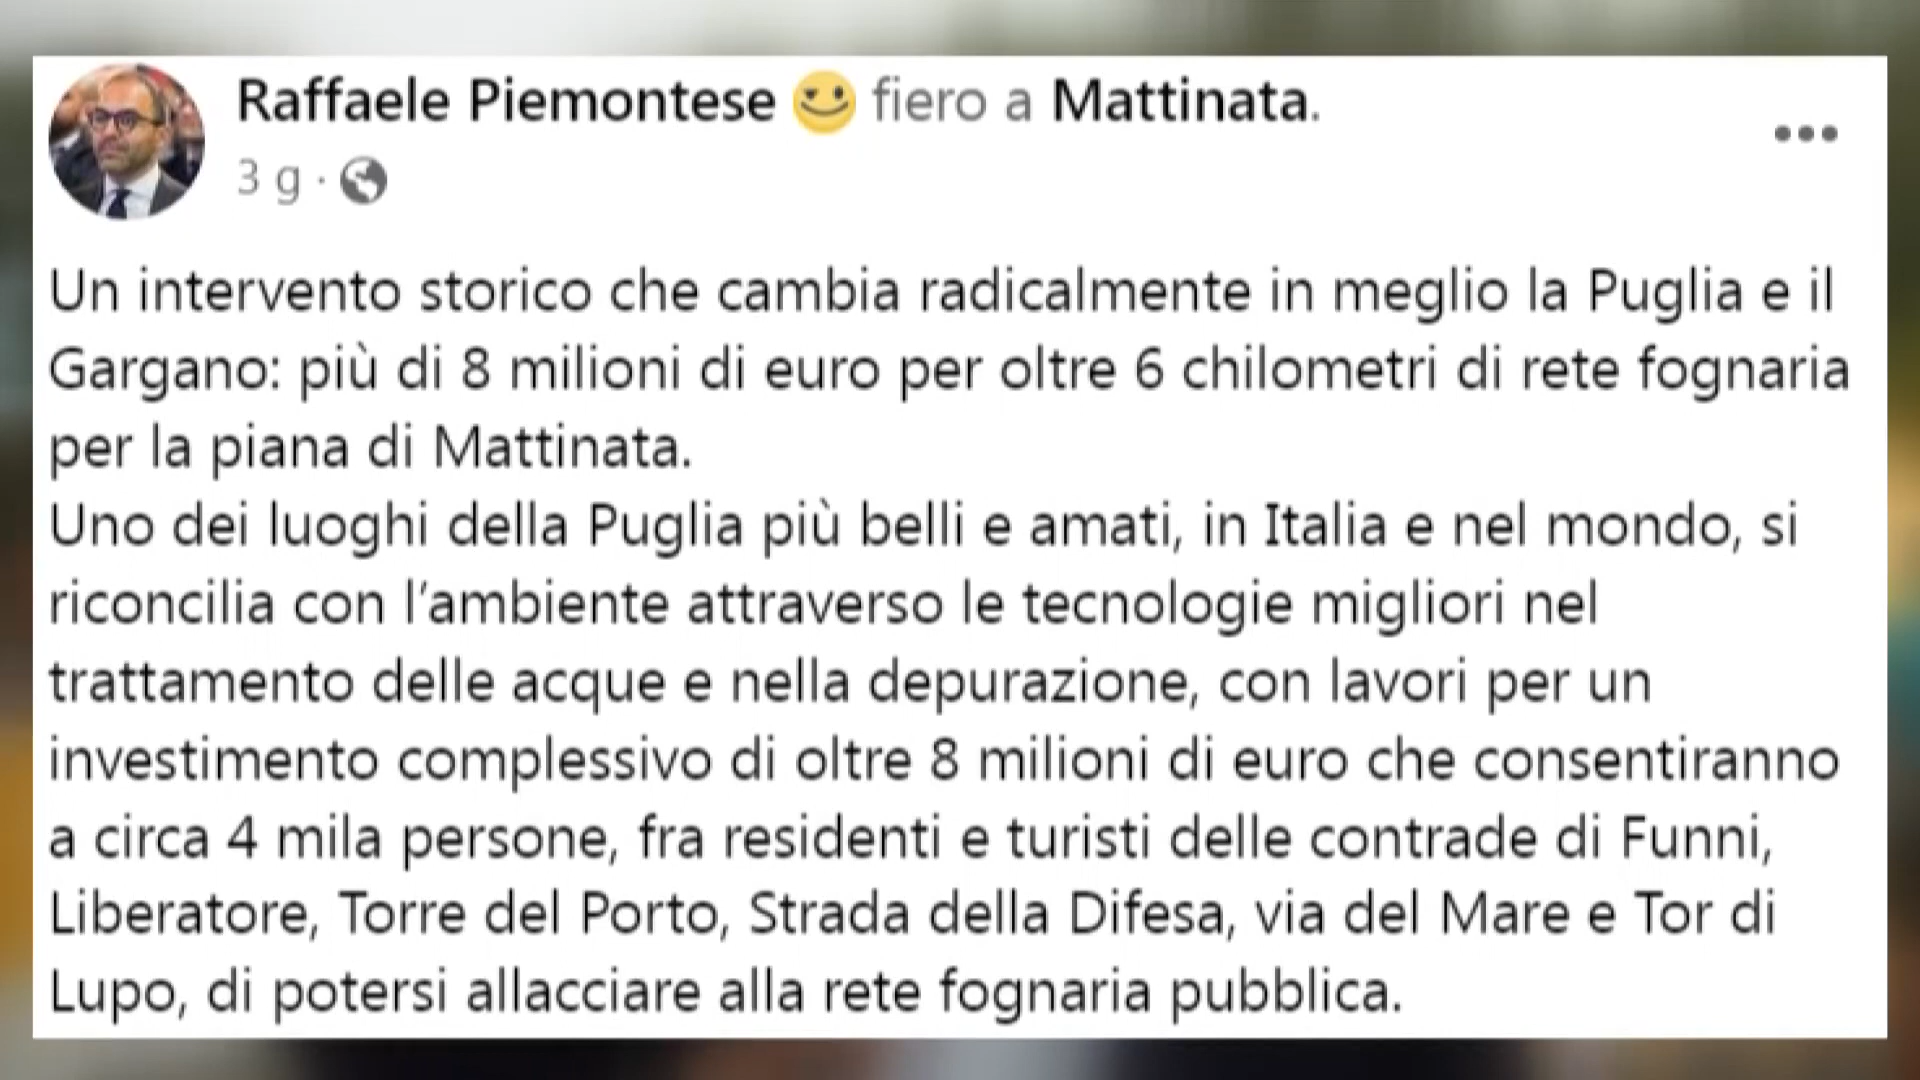 Raffaele Piemontese 😀 fiero a Mattinata.
3 g ·
Un intervento storico che cambia radicalmente in meglio la Puglia e il
Gargano: più di 8 milioni di euro per oltre 6 chilometri di rete fognaria
per la piana di Mattinata.
Uno dei luoghi della Puglia più belli e amati, in Italia e nel mondo, si
riconcilia con l'ambiente attraverso le tecnologie migliori nel
trattamento delle acque e nella depurazione, con lavori per un
investimento complessivo di oltre 8 milioni di euro che consentiranno
a circa 4 mila persone, fra residenti e turisti delle contrade di Funni,
Liberatore, Torre del Porto, Strada della Difesa, via del Mare e Tor di
Lupo, di potersi allacciare alla rete fognaria pubblica.